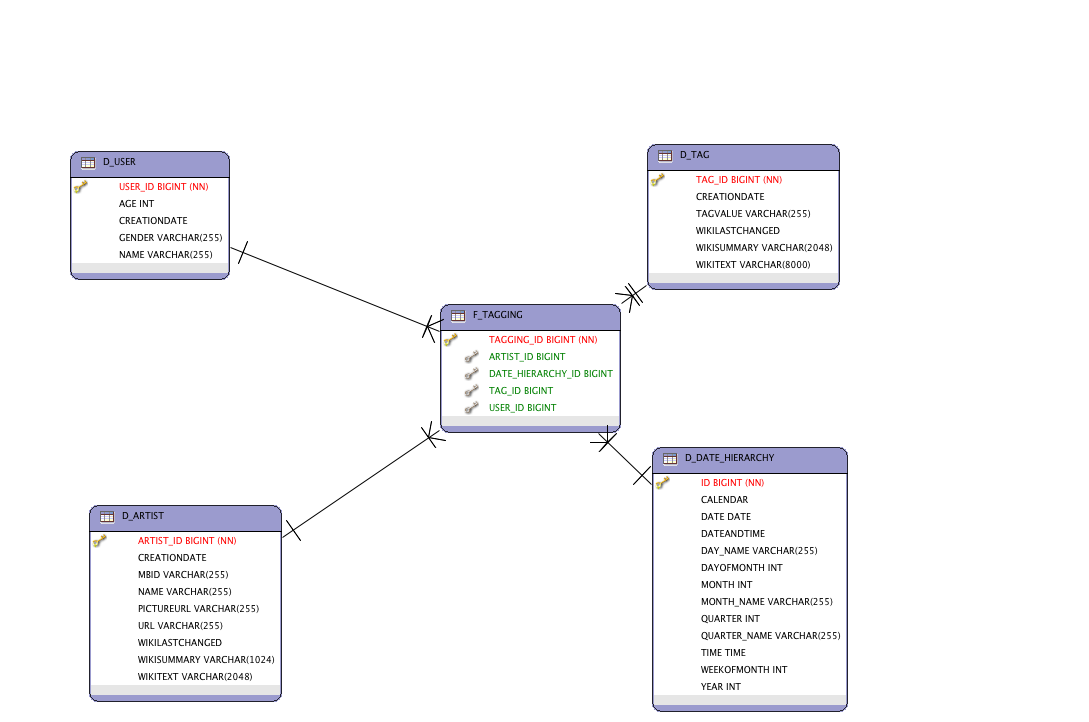 D_USER
USER_ID BIGINT (NN)
AGE INT
CREATIONDATE
GENDER VARCHAR(255)
NAME VARCHAR(255)
D_TAG
TAG_ID BIGINT (NN)
CREATIONDATE
TAGVALUE VARCHAR(255)
WIKILASTCHANGED
WIKISUMMARY VARCHAR(2048)
WIKITEXT VARCHAR(8000)
F_TAGGING
TAGGING_ID BIGINT (NN)
ARTIST_ID BIGINT
DATE_HIERARCHY_ID BIGINT
TAG_ID BIGINT
USER_ID BIGINT
D_ARTIST
ARTIST_ID BIGINT (NN)
CREATIONDATE
MBID VARCHAR(255)
NAME VARCHAR(255)
PICTUREURL VARCHAR(255)
URL VARCHAR(255)
WIKILASTCHANGED
WIKISUMMARY VARCHAR(1024)
WIKITEXT VARCHAR(2048)
D_DATE_HIERARCHY
ID BIGINT (NN)
CALENDAR
DATE DATE
DATEANDTIME
DAY_NAME VARCHAR(255)
DAYOFMONTH INT
MONTH INT
MONTH_NAME VARCHAR(255)
QUARTER INT
QUARTER_NAME VARCHAR(255)
TIME TIME
WEEKOFMONTH INT
YEAR INT